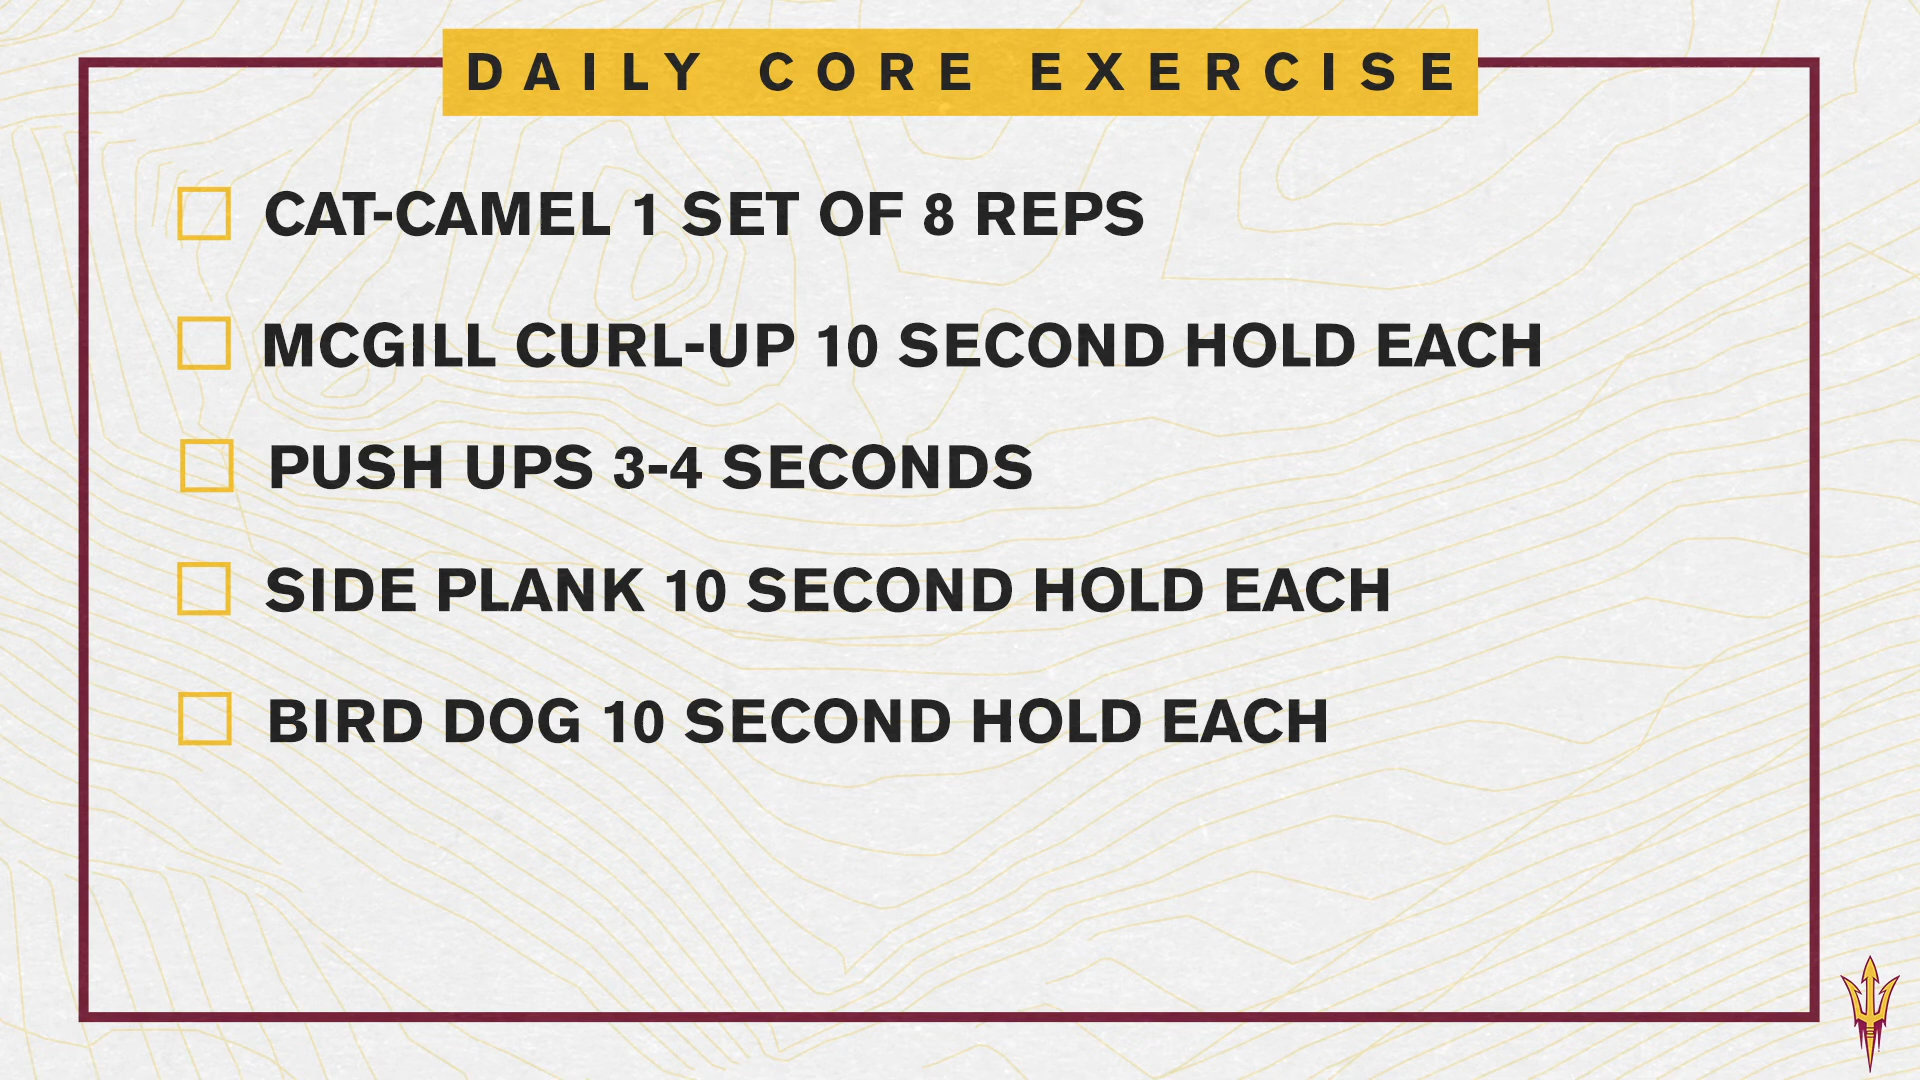 DAILY CORE EXERCISE
CAT-CAMEL 1 SET OF 8 REPS
MCGILL CURL-UP 10 SECOND HOLD EACH
PUSH UPS 3-4 SECONDS
SIDE PLANK 10 SECOND HOLD EACH
BIRD DOG 10 SECOND HOLD EACH